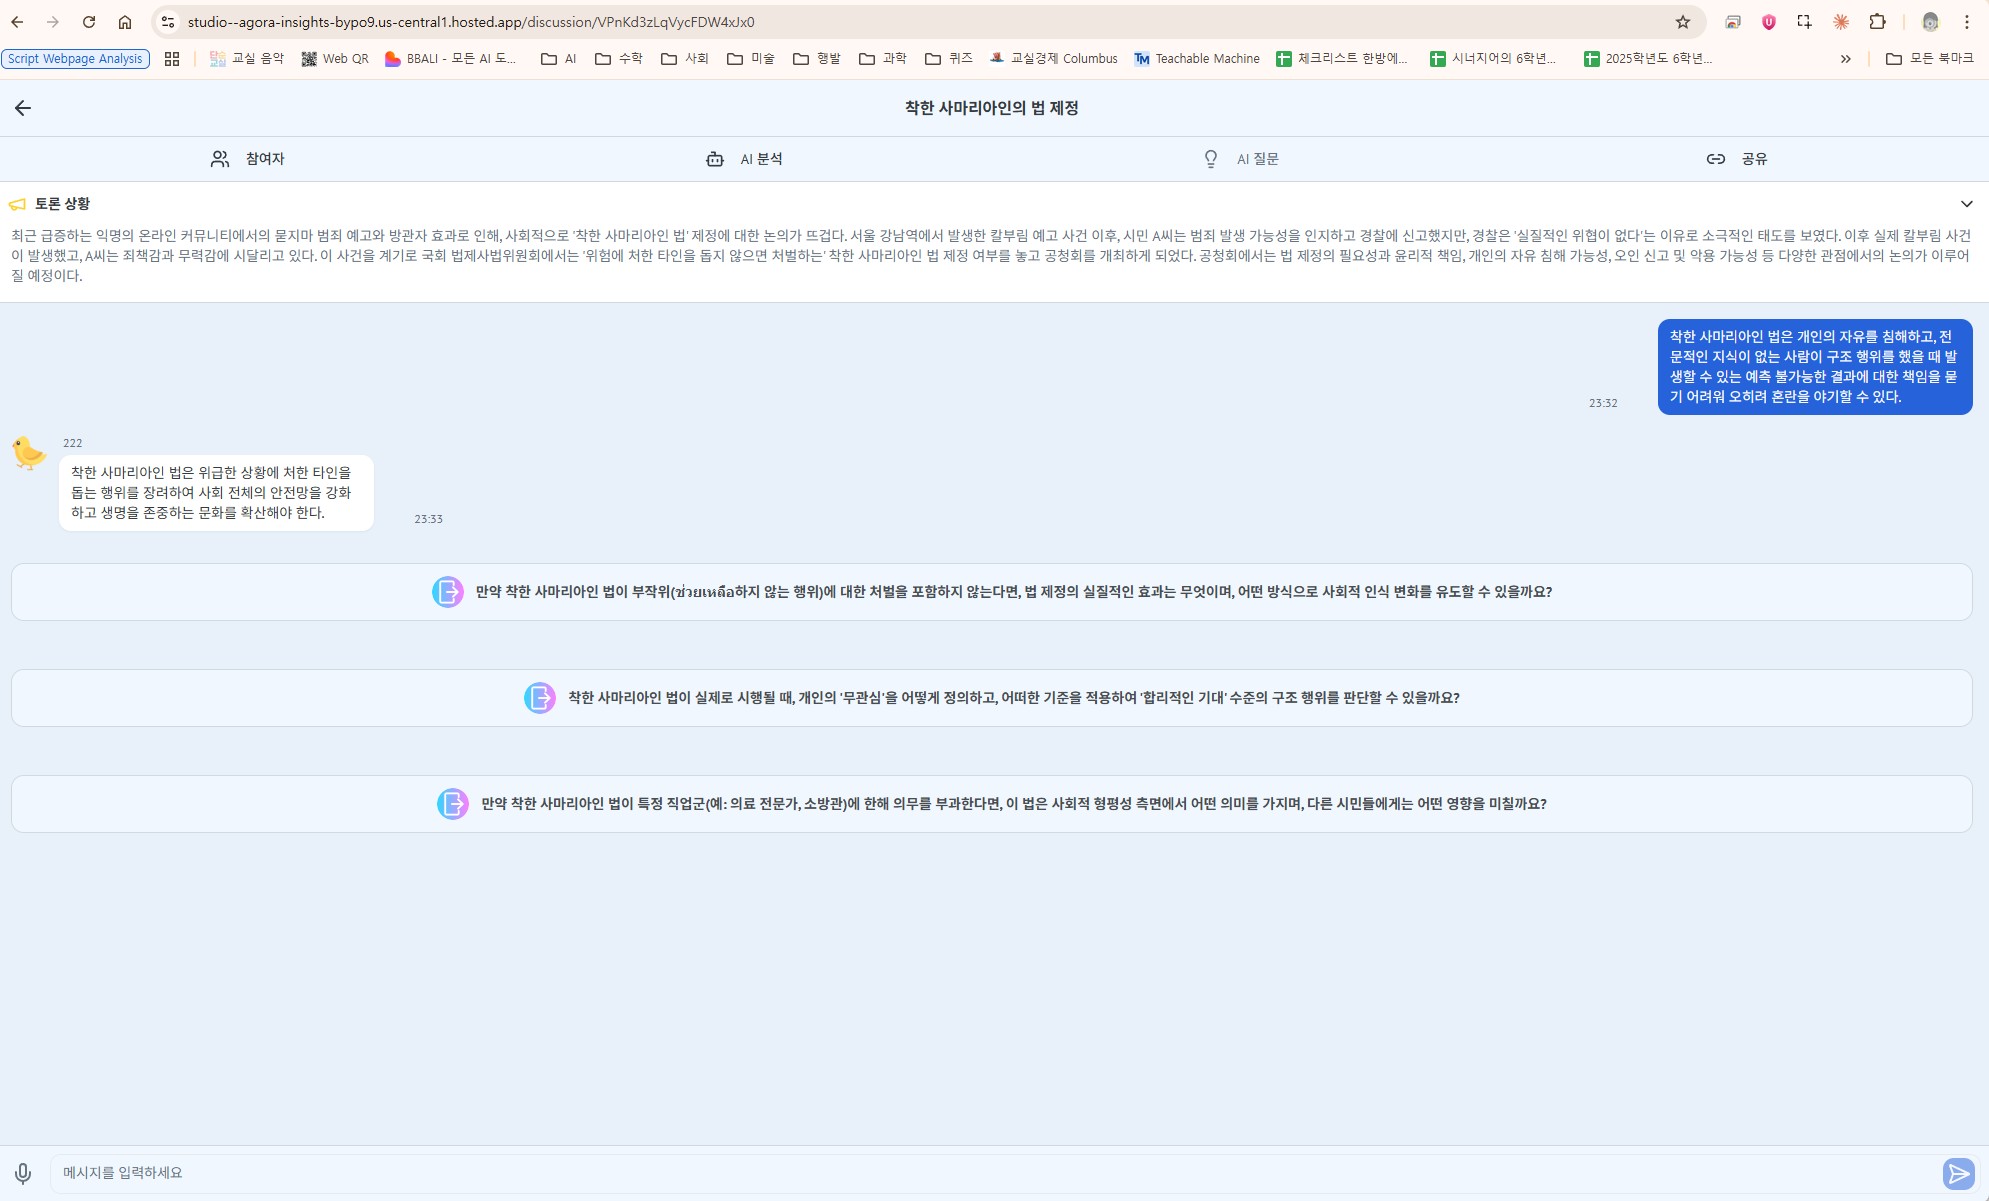 studio--agora-insights-bypo9.us-central1.hosted.app/discussion/VPnKd3zLqVycFDW4xJx0
Script Webpage Analysis 교실 음악 Web QR BBALI - 모든 AI 도... AI 수학 사회 미술 행발 과학 퀴즈 교실경제 Columbus Teachable Machine 체크리스트 한방에... 시너지어의 6학년... 2025학년도 6학년... 모든 북마크
착한 사마리아인의 법 제정
참여자 AI 분석 AI 질문 공유
토론 상황
최근 급증하는 익명의 온라인 커뮤니티에서의 묻지마 범죄 예고와 방관자 효과로 인해, 사회적으로 '착한 사마리아인 법' 제정에 대한 논의가 뜨겁다. 서울 강남역에서 발생한 칼부림 예고 사건 이후, 시민 A씨는 범죄 발생 가능성을 인지하고 경찰에 신고했지만, 경찰은 '실질적인 위협이 없다'는 이유로 소극적인 태도를 보였다. 이후 실제 칼부림 사건
이 발생했고, A씨는 죄책감과 무력감에 시달리고 있다. 이 사건을 계기로 국회 법제사법위원회에서는 '위험에 처한 타인을 돕지 않으면 처벌하는' 착한 사마리아인 법 제정 여부를 놓고 공청회를 개최하게 되었다. 공청회에서는 법 제정의 필요성과 윤리적 책임, 개인의 자유 침해 가능성, 오인 신고 및 악용 가능성 등 다양한 관점에서의 논의가 이루어
질 예정이다.
착한 사마리아인 법은 개인의 자유를 침해하고, 전
문적인 지식이 없는 사람이 구조 행위를 했을 때 발
생할 수 있는 예측 불가능한 결과에 대한 책임을 묻
기 어려워 오히려 혼란을 야기할 수 있다.
23:32
222
착한 사마리아인 법은 위급한 상황에 처한 타인을
돕는 행위를 장려하여 사회 전체의 안전망을 강화
하고 생명을 존중하는 문화를 확산해야 한다.
23:33
만약 착한 사마리아인 법이 부작위(ช่วยเหลือ하지 않는 행위)에 대한 처벌을 포함하지 않는다면, 법 제정의 실질적인 효과는 무엇이며, 어떤 방식으로 사회적 인식 변화를 유도할 수 있을까요?
착한 사마리아인 법이 실제로 시행될 때, 개인의 '무관심'을 어떻게 정의하고, 어떠한 기준을 적용하여 '합리적인 기대' 수준의 구조 행위를 판단할 수 있을까요?
만약 착한 사마리아인 법이 특정 직업군(예: 의료 전문가, 소방관)에 한해 의무를 부과한다면, 이 법은 사회적 형평성 측면에서 어떤 의미를 가지며, 다른 시민들에게는 어떤 영향을 미칠까요?
메시지를 입력하세요